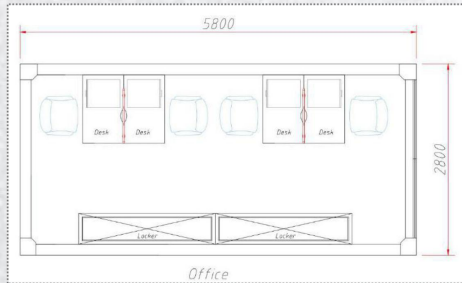 5800
Desk Desk Desk Desk
2800
Locker Locker
Office